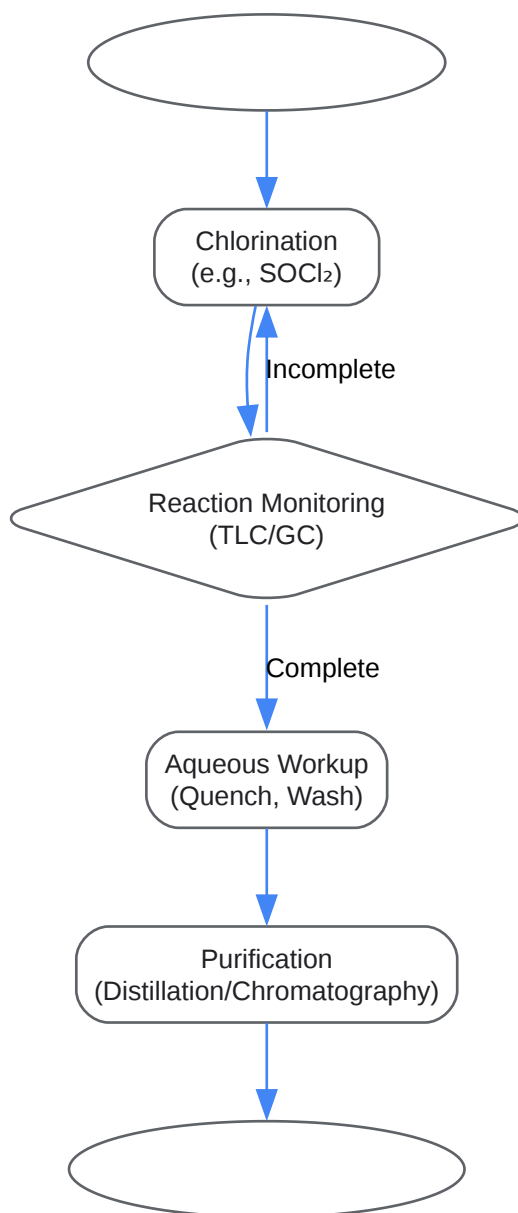 Chlorination
(e.g., SOCl₂)
Incomplete
Reaction Monitoring
(TLC/GC)
Complete
Aqueous Workup
(Quench, Wash)
Purification
(Distillation/Chromatography)